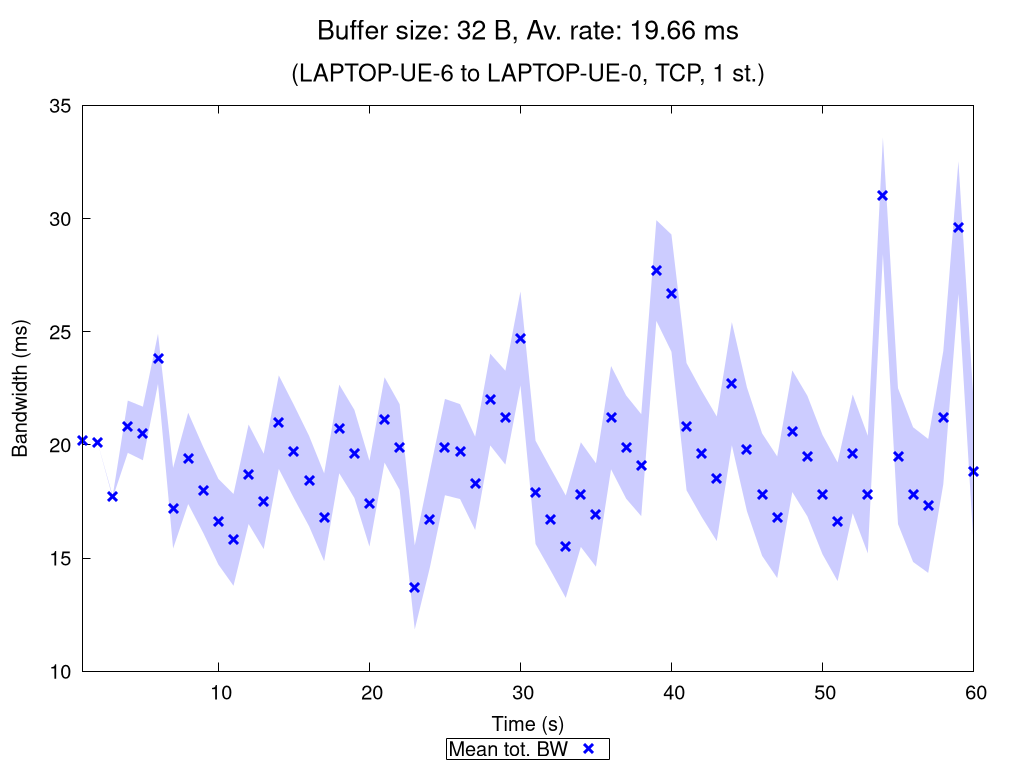 Buffer size: 32 B, Av. rate: 19.66 ms
(LAPTOP-UE-6 to LAPTOP-UE-0, TCP, 1 st.)
35
30
25
20
15
10
Bandwidth (ms)
10 20 30 40 50 60
Time (s)
Mean tot. BW